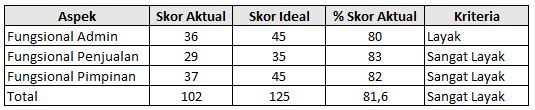 Aspek Skor Aktual Skor Ideal % Skor Aktual Kriteria
Fungsional Admin 36 45 80 Layak
Fungsional Penjualan 29 35 83 Sangat Layak
Fungsional Pimpinan 37 45 82 Sangat Layak
Total 102 125 81,6 Sangat Layak